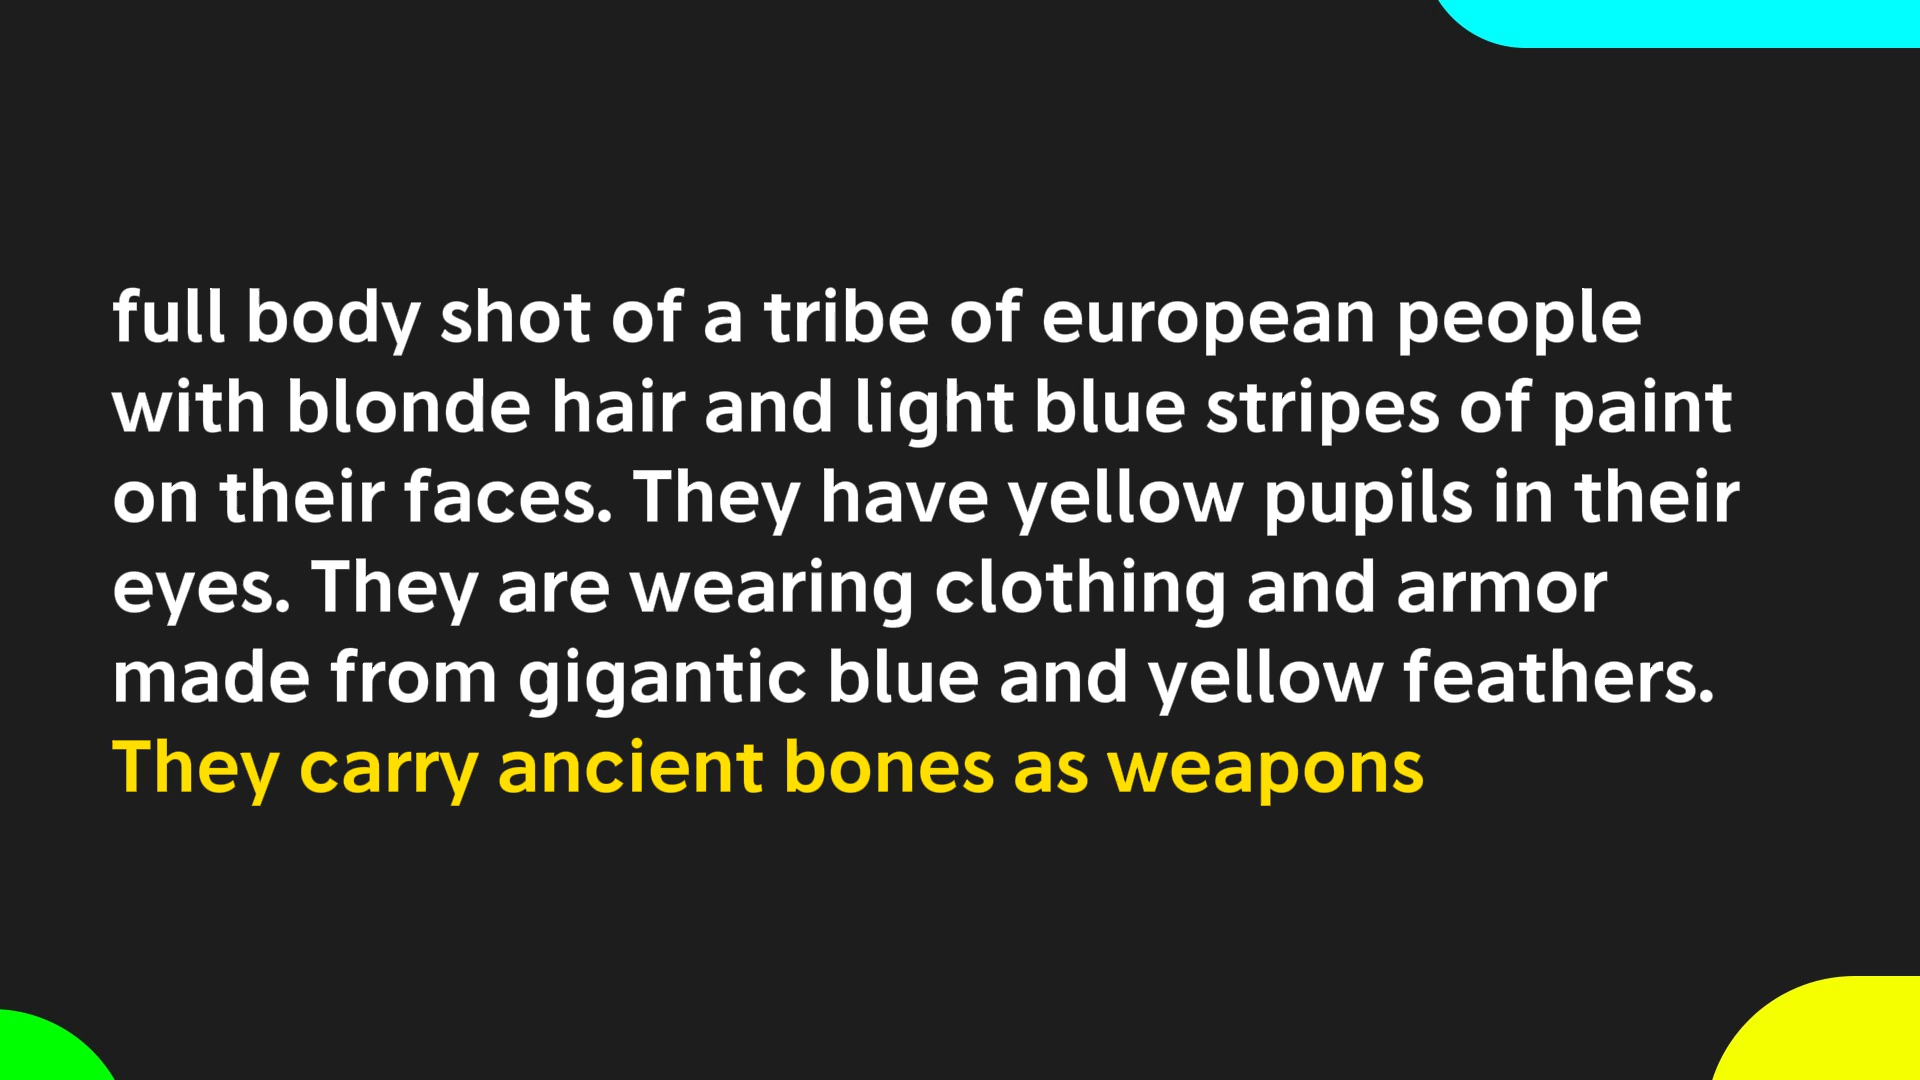 full body shot of a tribe of european people
with blonde hair and light blue stripes of paint
on their faces. They have yellow pupils in their
eyes. They are wearing clothing and armor
made from gigantic blue and yellow feathers.
They carry ancient bones as weapons